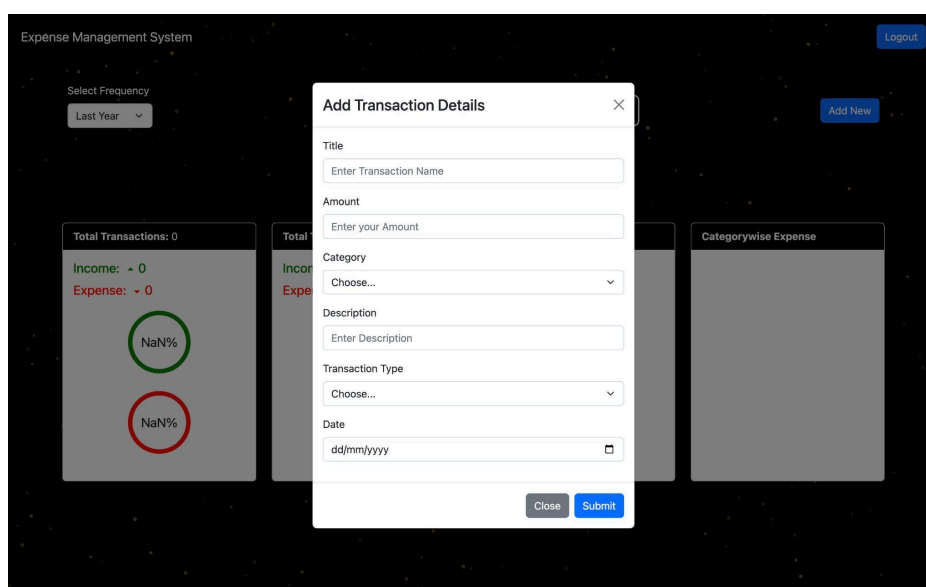 Expense Management System
Logout
Select Frequency
Last Year
Add New
Add Transaction Details
Title
Enter Transaction Name
Amount
Enter your Amount
Category
Choose...
Description
Enter Description
Transaction Type
Choose...
Date
dd/mm/yyyy
Close
Submit
Total Transactions: 0
Income: 0
Expense: 0
NaN%
NaN%
Total
Categorywise Expense